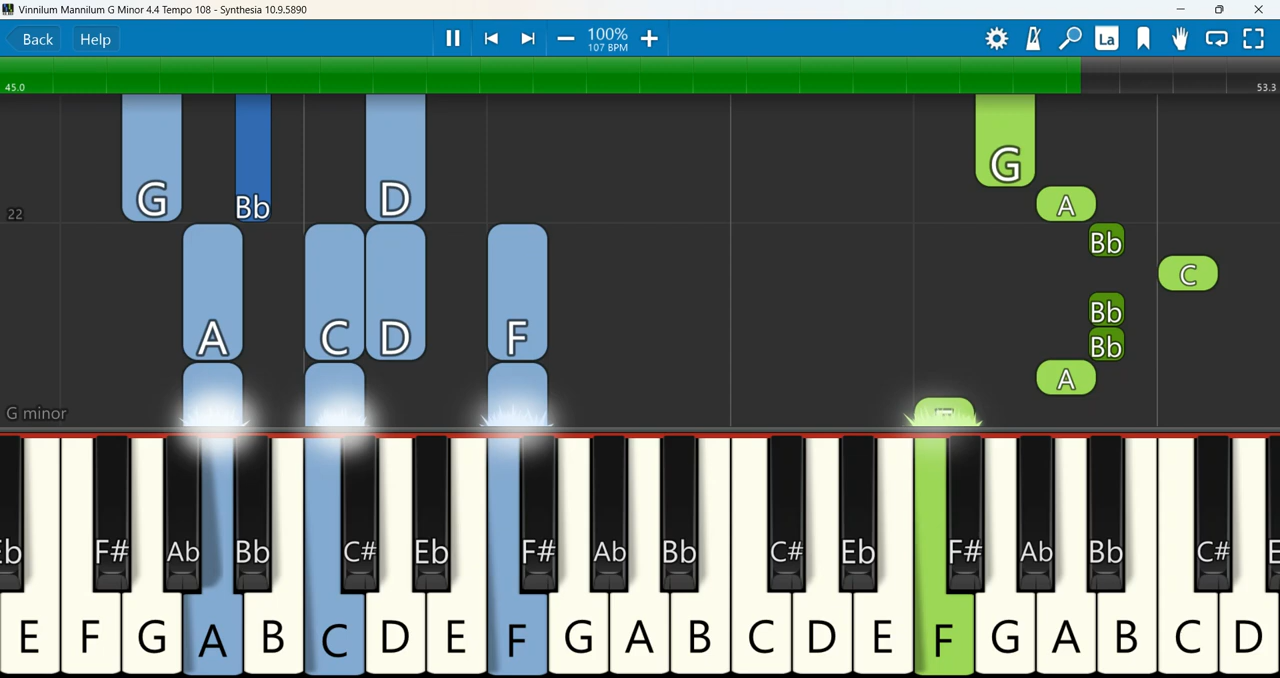 Vinnilum Mannilum G Minor 4.4 Tempo 108 - Synthesia 10.9.5890
Back Help 100% La
107 BPM
45.0 53.3
G Bb D G
A
22
Bb
C
A C D F Bb
Bb
A
G minor
Eb F# Ab Bb C# Eb F# Ab Bb C# Eb F# Ab Bb C# E
E F G A B C D E F G A B C D E F G A B C D